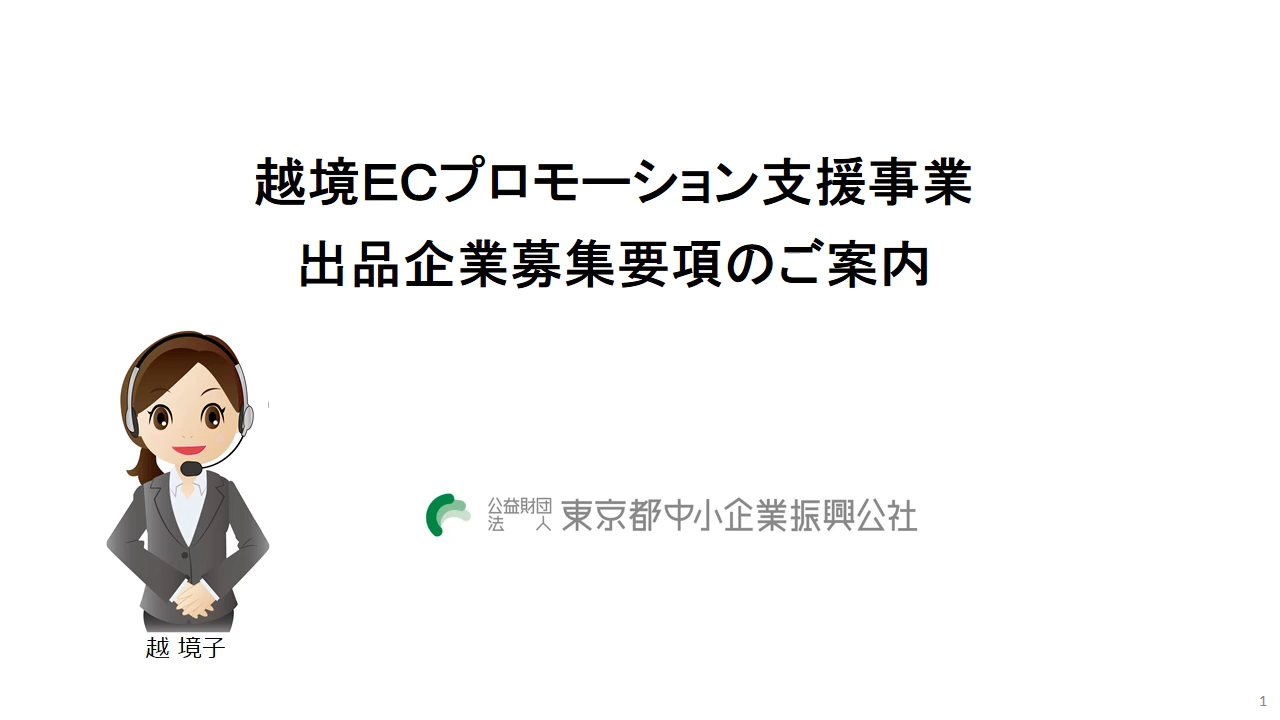 越境ECプロモーション支援事業
出品企業募集要項のご案内
公益財団法人 東京都中小企業振興公社
越 境子
1